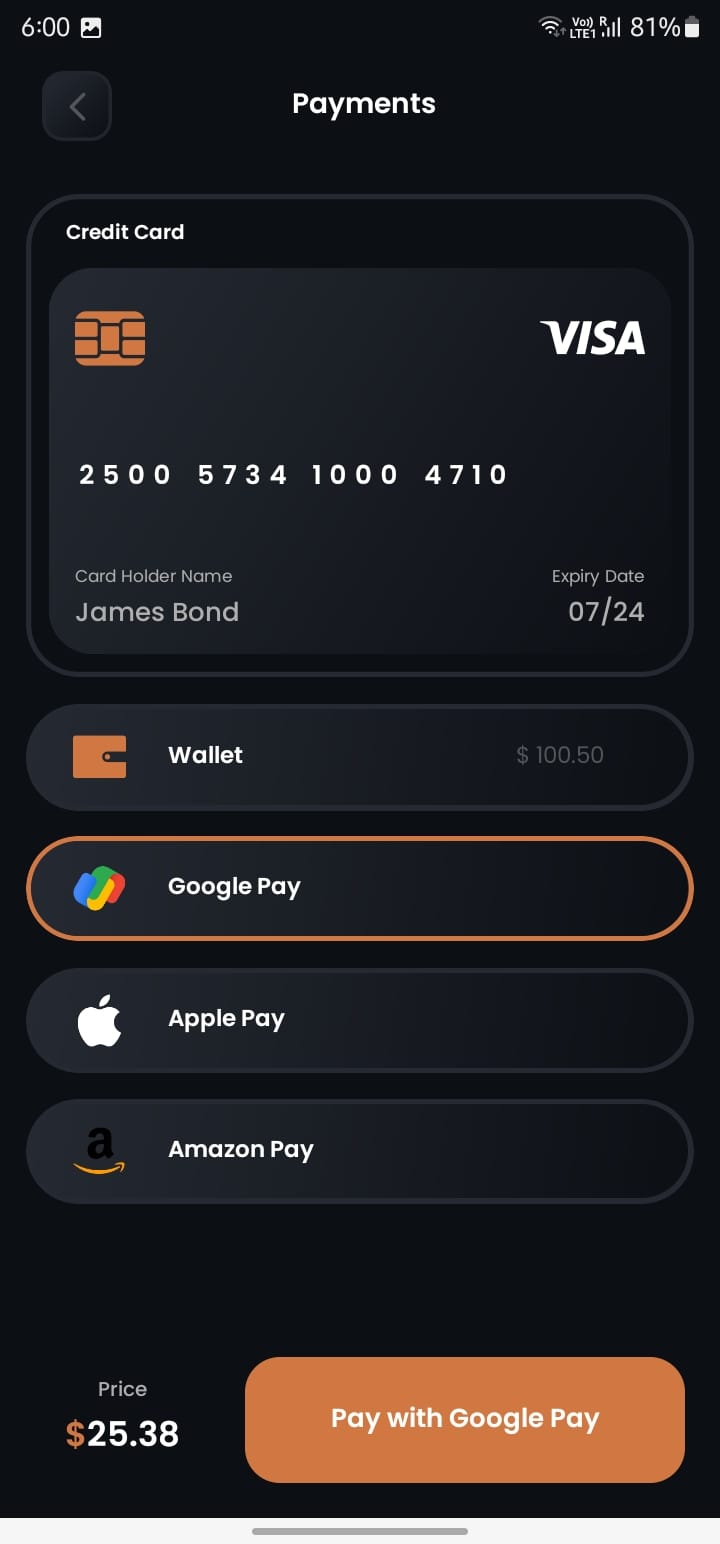 6:00 Vo)) R LTE1 81%
Payments
Credit Card
VISA
2500 5734 1000 4710
Card Holder Name Expiry Date
James Bond 07/24
Wallet $ 100.50
Google Pay
Apple Pay
a Amazon Pay
Price
$25.38
Pay with Google Pay